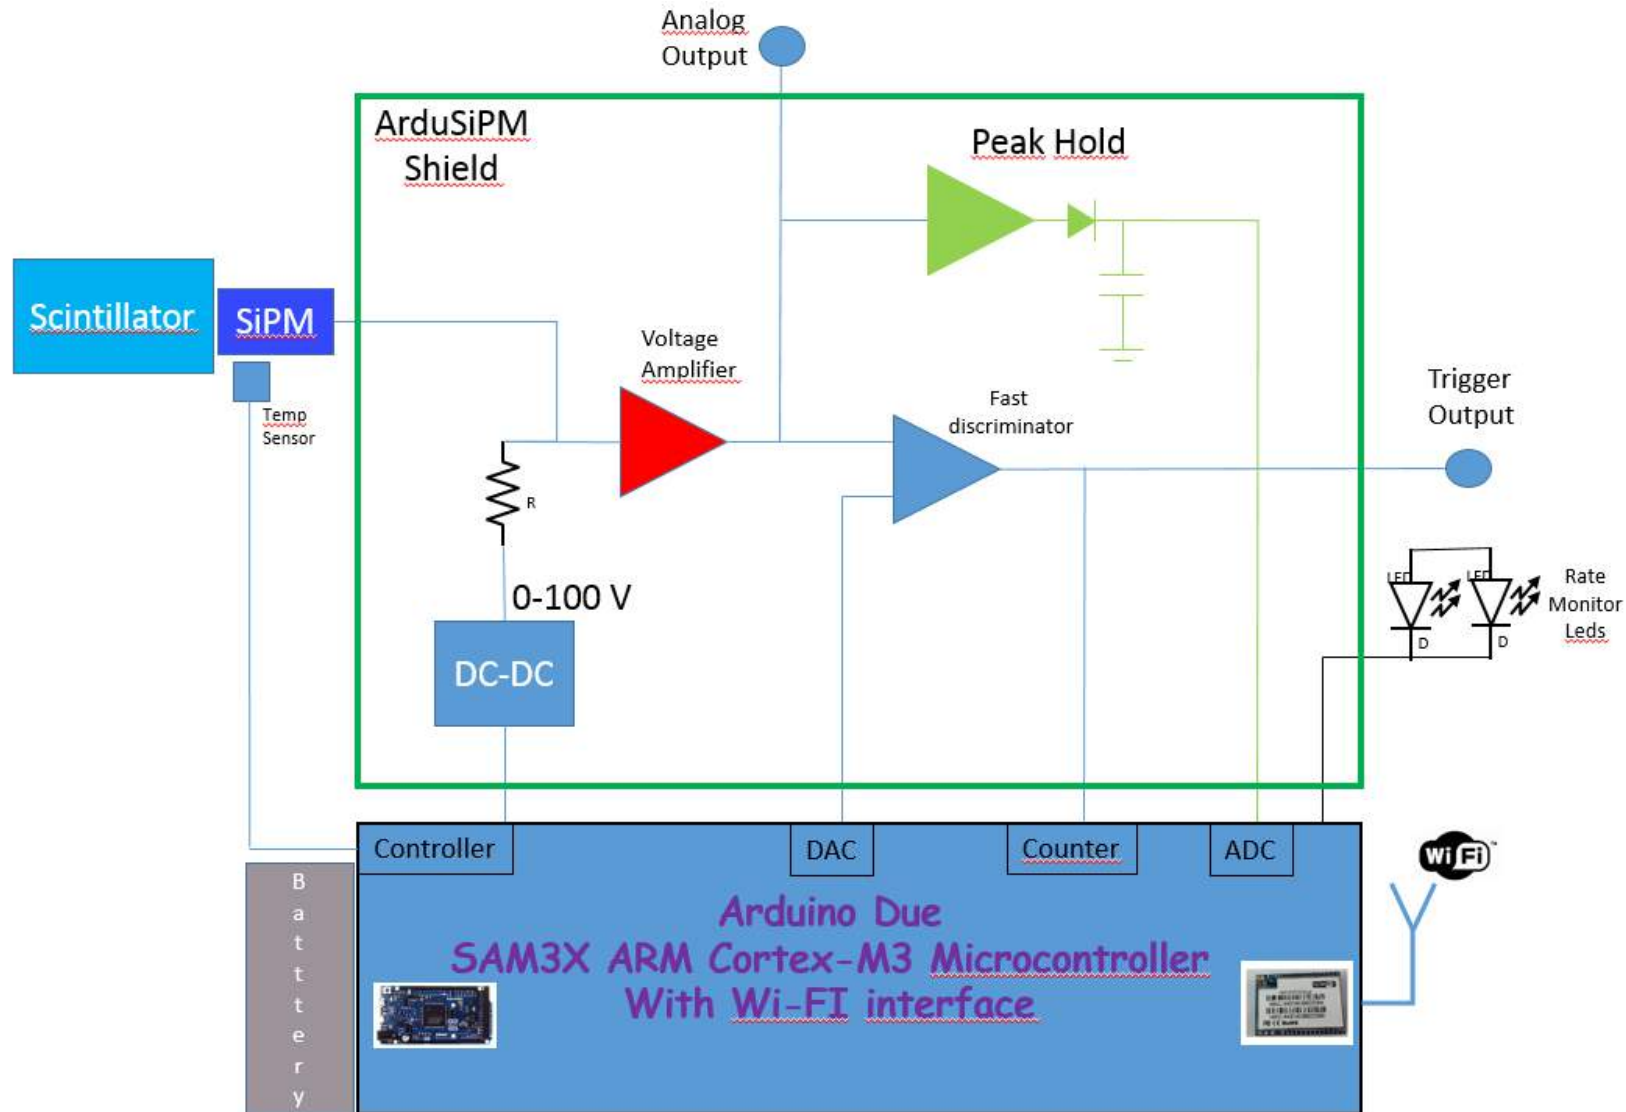 Analog
Output
ArduSiPM
Shield
Peak Hold
Scintillator
SiPM
Temp
Sensor
Voltage
Amplifier
Fast
discriminator
Trigger
Output
R
0-100 V
DC-DC
LED
LED
D
D
Rate
Monitor
Leds
Controller
DAC
Counter
ADC
Wi Fi
Battery
Arduino Due
SAM3X ARM Cortex-M3 Microcontroller
With Wi-FI interface